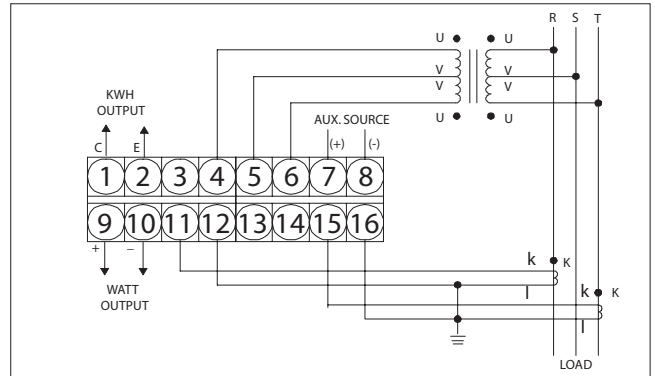 R S T
U U
V V
V V
U U
KWH
OUTPUT
AUX. SOURCE
C E (+) (-)
1 2 3 4 5 6 7 8
9 10 11 12 13 14 15 16
+ −
WATT
OUTPUT
k K
l
k K
l
LOAD